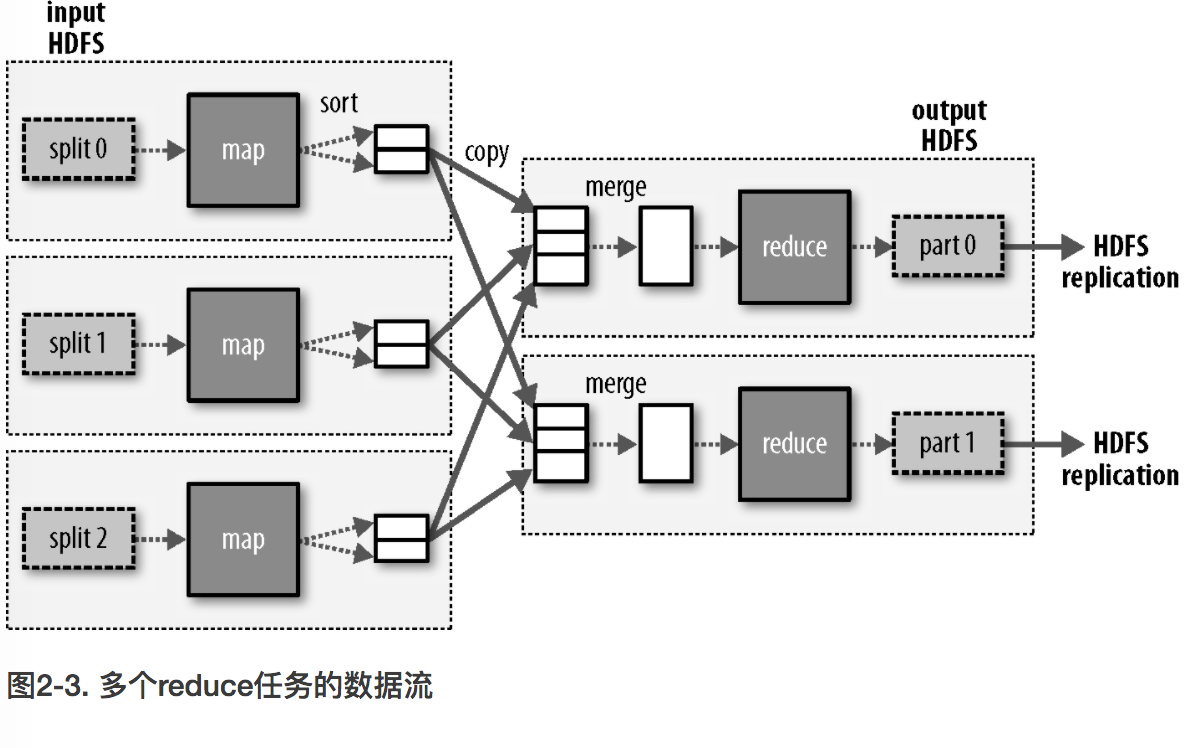 input
HDFS
split 0
map
sort
copy
split 1
map
split 2
map
output
HDFS
merge
reduce
part 0
HDFS
replication
merge
reduce
part 1
HDFS
replication
图2-3. 多个reduce任务的数据流